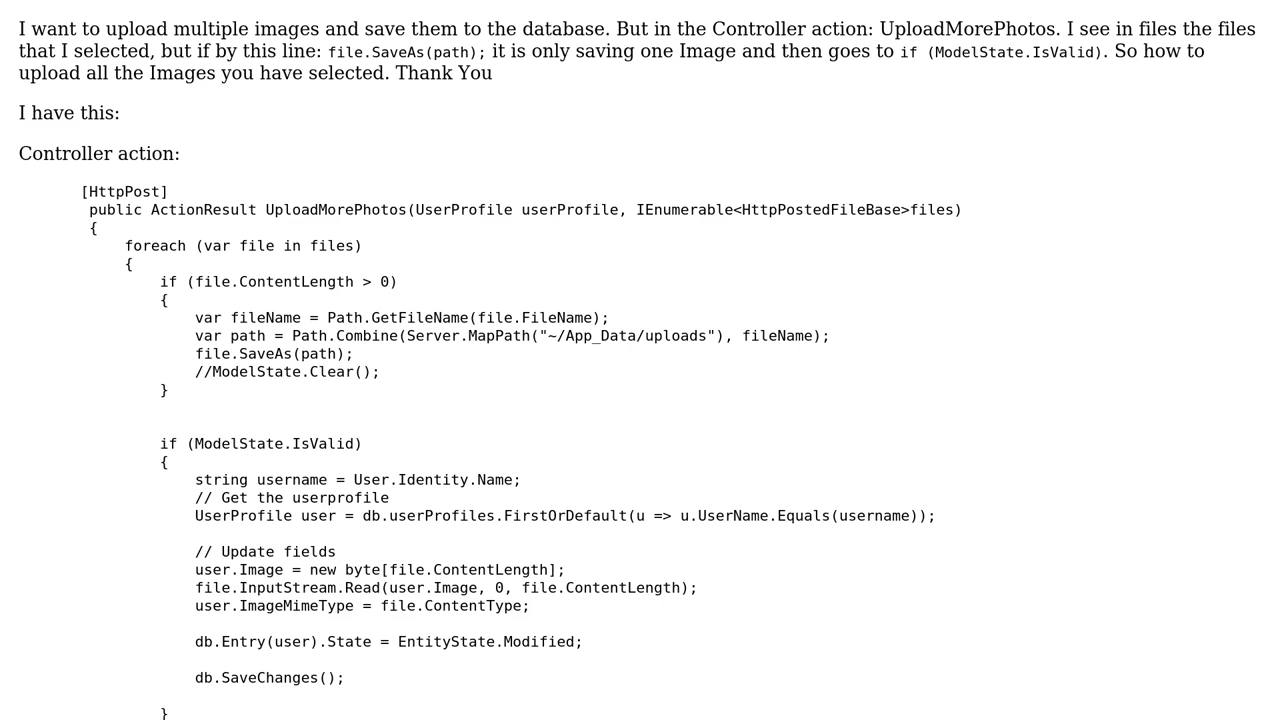 I want to upload multiple images and save them to the database. But in the Controller action: UploadMorePhotos. I see in files the files
that I selected, but if by this line: file.SaveAs(path); it is only saving one Image and then goes to if (ModelState.IsValid). So how to
upload all the Images you have selected. Thank You
I have this:
Controller action:
[HttpPost]
public ActionResult UploadMorePhotos(UserProfile userProfile, IEnumerable<HttpPostedFileBase>files)
{
foreach (var file in files)
{
if (file.ContentLength > 0)
{
var fileName = Path.GetFileName(file.FileName);
var path = Path.Combine(Server.MapPath("~/App_Data/uploads"), fileName);
file.SaveAs(path);
//ModelState.Clear();
}
if (ModelState.IsValid)
{
string username = User.Identity.Name;
// Get the userprofile
UserProfile user = db.userProfiles.FirstOrDefault(u => u.UserName.Equals(username));
// Update fields
user.Image = new byte[file.ContentLength];
file.InputStream.Read(user.Image, 0, file.ContentLength);
user.ImageMimeType = file.ContentType;
db.Entry(user).State = EntityState.Modified;
db.SaveChanges();
}